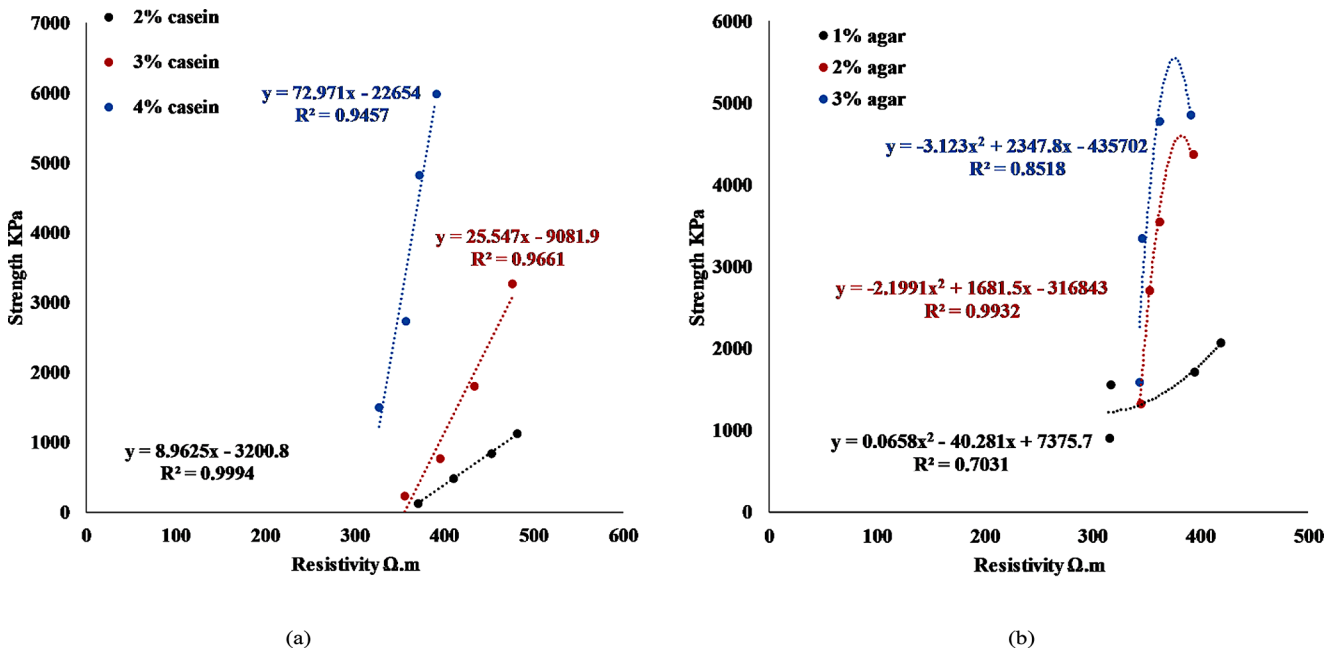 2% casein
3% casein
4% casein
7000
6000
5000
4000
3000
2000
1000
0
Strength KPa
y = 72.971x - 22654
R² = 0.9457
y = 25.547x - 9081.9
R² = 0.9661
y = 8.9625x - 3200.8
R² = 0.9994
0 100 200 300 400 500 600
Resistivity Ω.m
(a)
1% agar
2% agar
3% agar
6000
5000
4000
3000
2000
1000
0
Strength KPa
y = -3.123x² + 2347.8x - 435702
R² = 0.8518
y = -2.1991x² + 1681.5x - 316843
R² = 0.9932
y = 0.0658x² - 40.281x + 7375.7
R² = 0.7031
0 100 200 300 400 500
Resistivity Ω.m
(b)